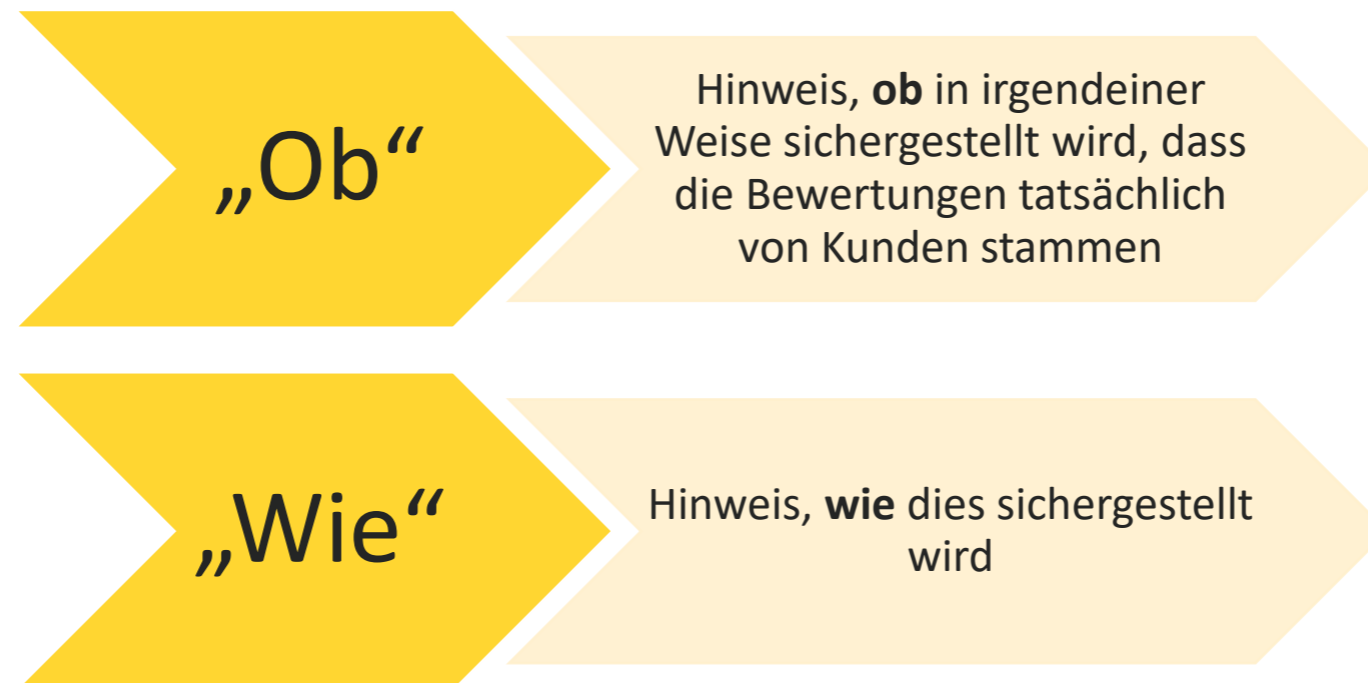 „Ob“
Hinweis, ob in irgendeiner
Weise sichergestellt wird, dass
die Bewertungen tatsächlich
von Kunden stammen
„Wie“
Hinweis, wie dies sichergestellt
wird